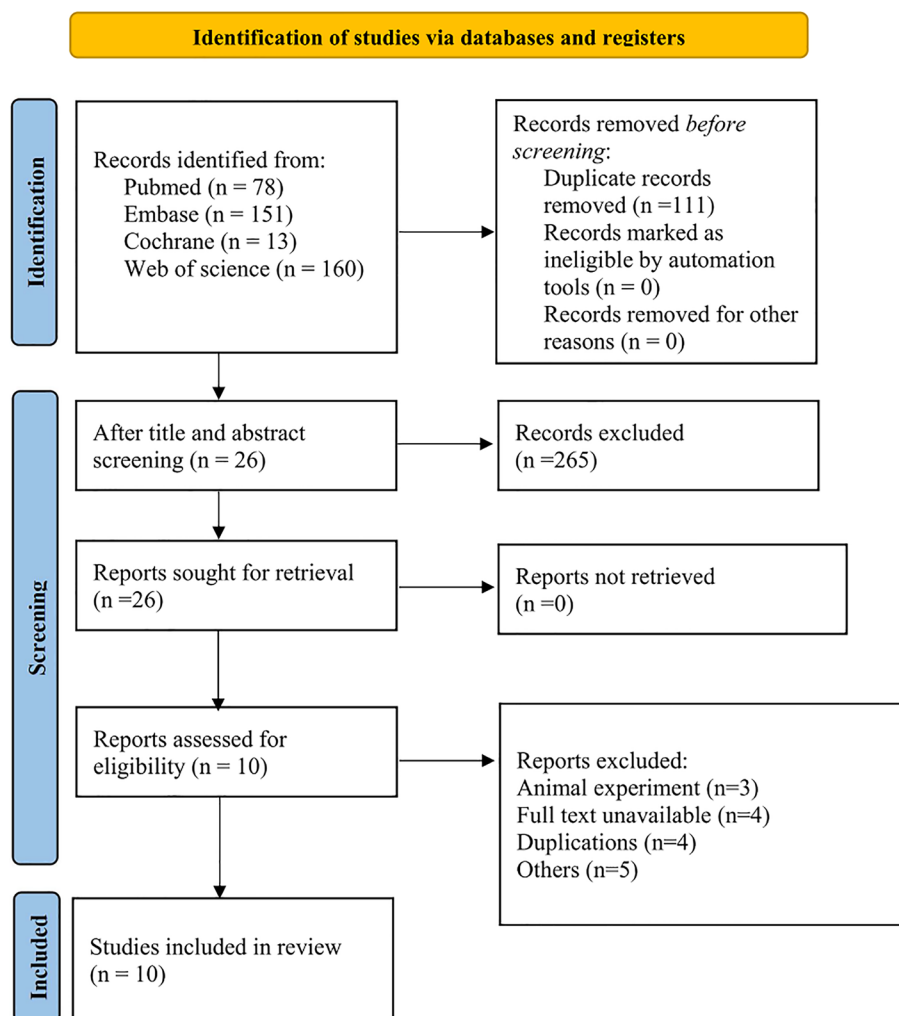 Identification of studies via databases and registers
Identification
Records identified from:
Pubmed (n = 78)
Embase (n = 151)
Cochrane (n = 13)
Web of science (n = 160)
Records removed before
screening:
Duplicate records
removed (n =111)
Records marked as
ineligible by automation
tools (n = 0)
Records removed for other
reasons (n = 0)
Screening
After title and abstract
screening (n = 26)
Records excluded
(n =265)
Reports sought for retrieval
(n =26)
Reports not retrieved
(n =0)
Reports assessed for
eligibility (n = 10)
Reports excluded:
Animal experiment (n=3)
Full text unavailable (n=4)
Duplications (n=4)
Others (n=5)
Included
Studies included in review
(n = 10)